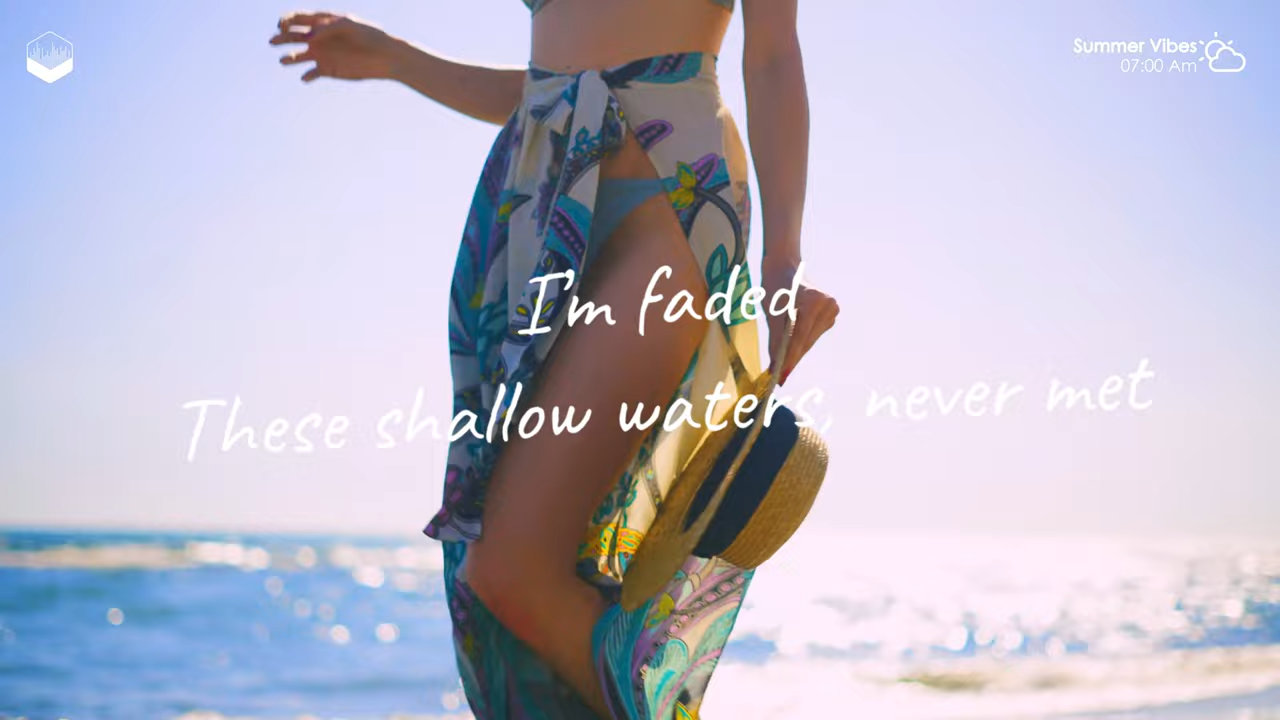 Summer Vibes
07:00 Am
I'm faded
These shallow waters, never met